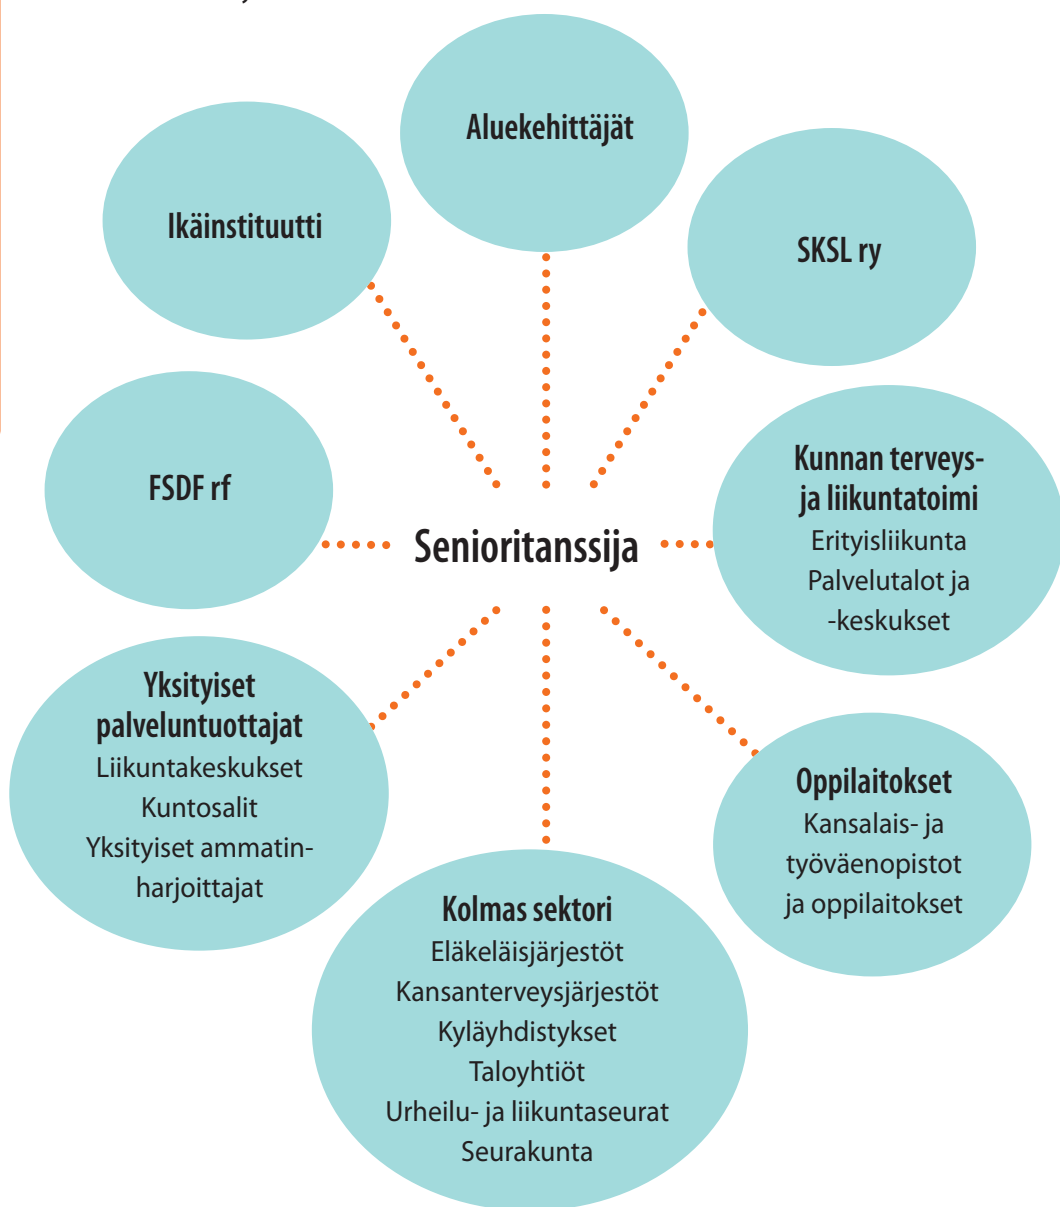 Aluekehittäjät
Ikäinstituutti
SKSL ry
FSDF rf
Kunnan terveys-
ja liikuntatoimi
Erityisliikunta
Palvelutalot ja
-keskukset
Senioritanssija
Yksityiset
palveluntuottajat
Liikuntakeskukset
Kuntosalit
Yksityiset ammatin-
harjoittajat
Oppilaitokset
Kansalais- ja
työväenopistot
ja oppilaitokset
Kolmas sektori
Eläkeläisjärjestöt
Kansanterveysjärjestöt
Kyläyhdistykset
Taloyhtiöt
Urheilu- ja liikuntaseurat
Seurakunta